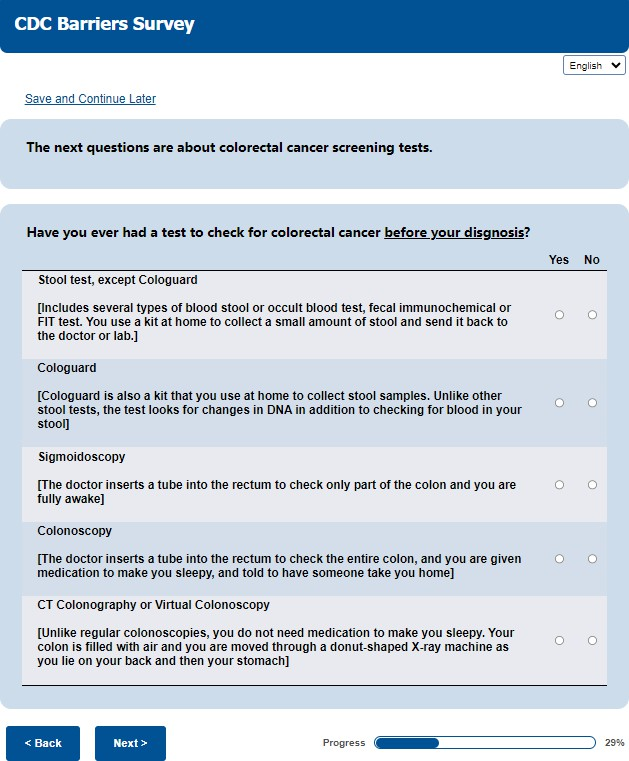 CDC Barriers Survey
English
Save and Continue Later
The next questions are about colorectal cancer screening tests.
Have you ever had a test to check for colorectal cancer before your disgnosis?
Yes No
Stool test, except Cologuard
[Includes several types of blood stool or occult blood test, fecal immunochemical or
FIT test. You use a kit at home to collect a small amount of stool and send it back to
the doctor or lab.]
Cologuard
[Cologuard is also a kit that you use at home to collect stool samples. Unlike other
stool tests, the test looks for changes in DNA in addition to checking for blood in your
stool]
Sigmoidoscopy
[The doctor inserts a tube into the rectum to check only part of the colon and you are
fully awake]
Colonoscopy
[The doctor inserts a tube into the rectum to check the entire colon, and you are given
medication to make you sleepy, and told to have someone take you home]
CT Colonography or Virtual Colonoscopy
[Unlike regular colonoscopies, you do not need medication to make you sleepy. Your
colon is filled with air and you are moved through a donut-shaped X-ray machine as
you lie on your back and then your stomach]
< Back Next > Progress 29%